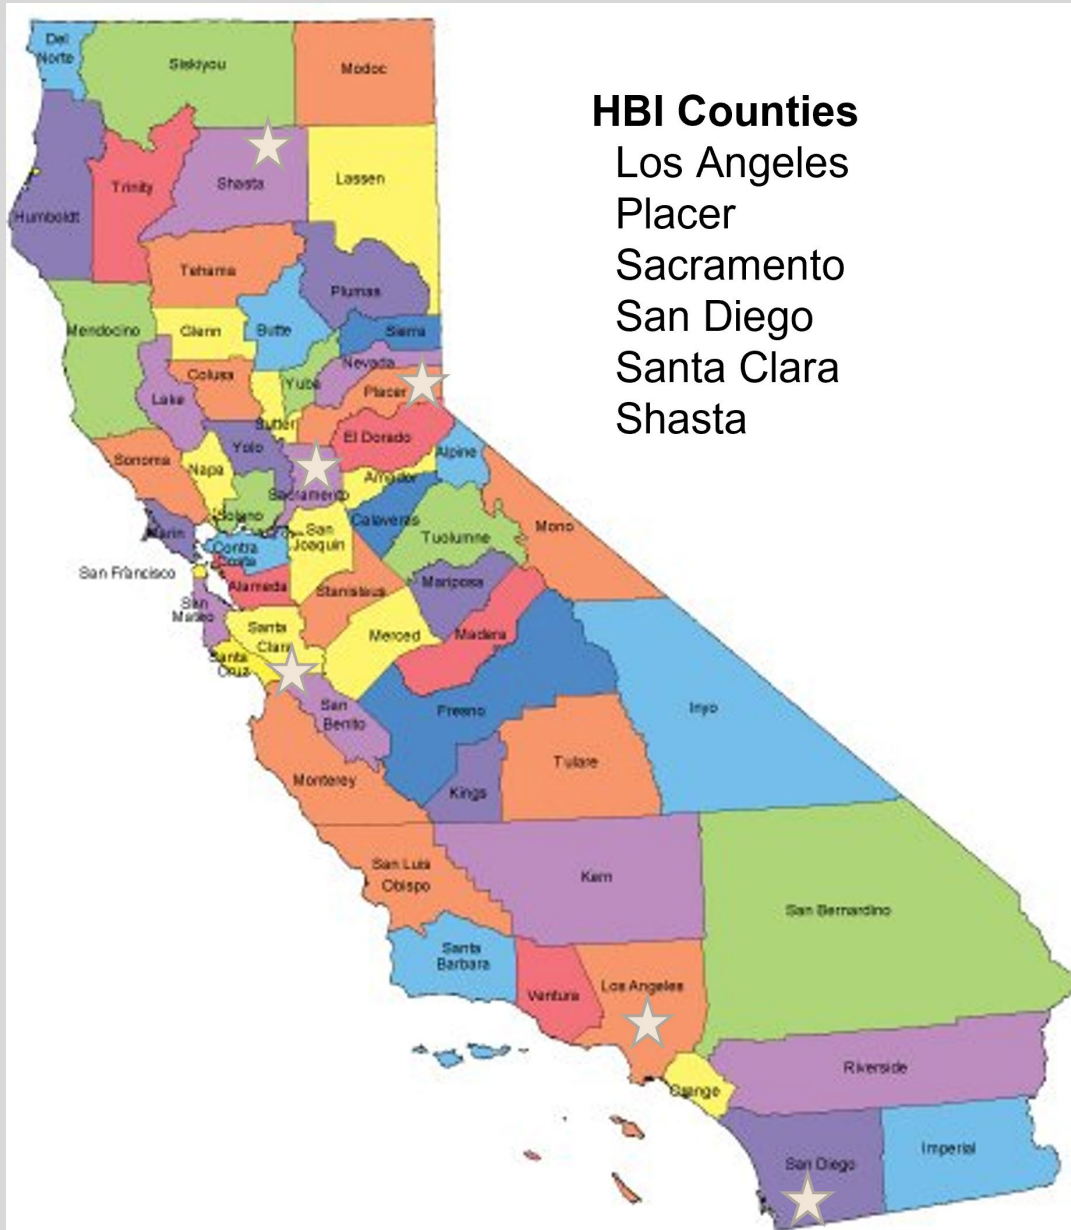 Del
Norte
Siskiyou
Modoc
HBI Counties
Los Angeles
Placer
Sacramento
San Diego
Santa Clara
Shasta
Trinity
Shasta
Lassen
Humboldt
Tehama
Plumas
Mendocino
Glenn
Butte
Sierra
Nevada
Colusa
Yuba
Placer
Lake
Sutter
El Dorado
Yolo
Alpine
Sonoma
Napa
Amador
Sacramento
Solano
Calaveras
Mono
Marin
San
Joaquin
Tuolumne
Contra
Costa
San Francisco
Alameda
Stanislaus
Mariposa
San
Mateo
Santa
Clara
Merced
Madera
Santa
Cruz
San
Benito
Fresno
Inyo
Monterey
Kings
Tulare
San Luis
Obispo
Kern
San Bernardino
Santa
Barbara
Ventura
Los Angeles
Orange
Riverside
San Diego
Imperial